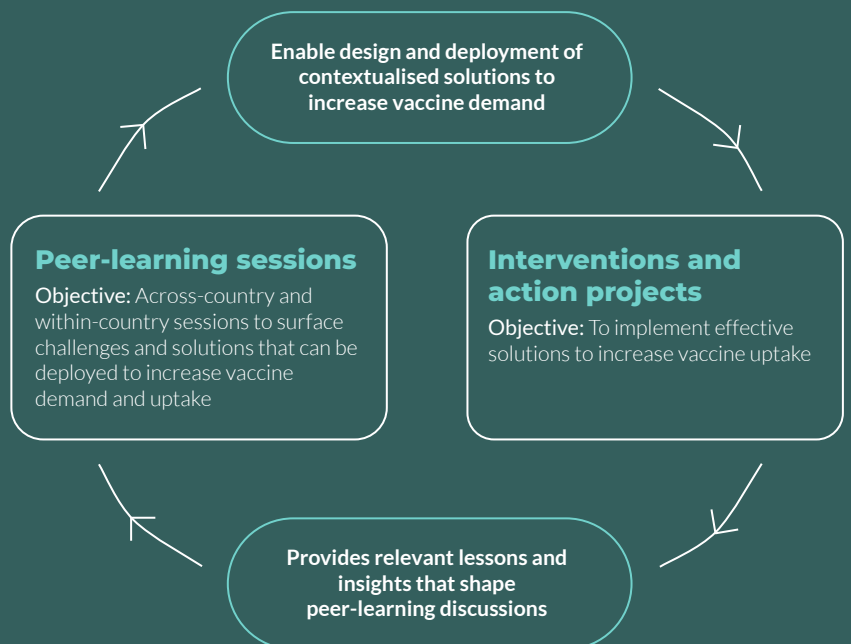 Enable design and deployment of
contextualised solutions to
increase vaccine demand
Peer-learning sessions
Objective: Across-country and
within-country sessions to surface
challenges and solutions that can be
deployed to increase vaccine
demand and uptake
Interventions and
action projects
Objective: To implement effective
solutions to increase vaccine uptake
Provides relevant lessons and
insights that shape
peer-learning discussions